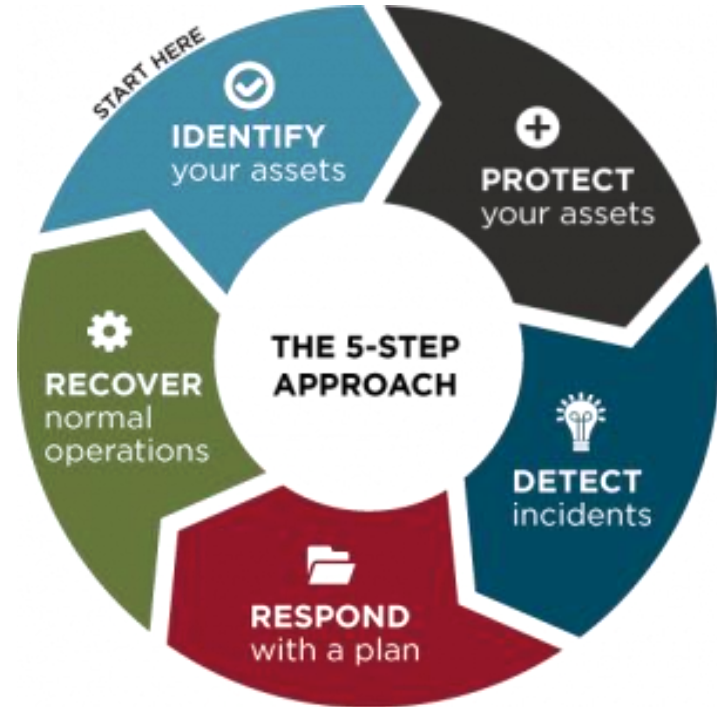 START HERE
IDENTIFY
your assets
PROTECT
your assets
DETECT
incidents
RESPOND
with a plan
RECOVER
normal
operations
THE 5-STEP
APPROACH